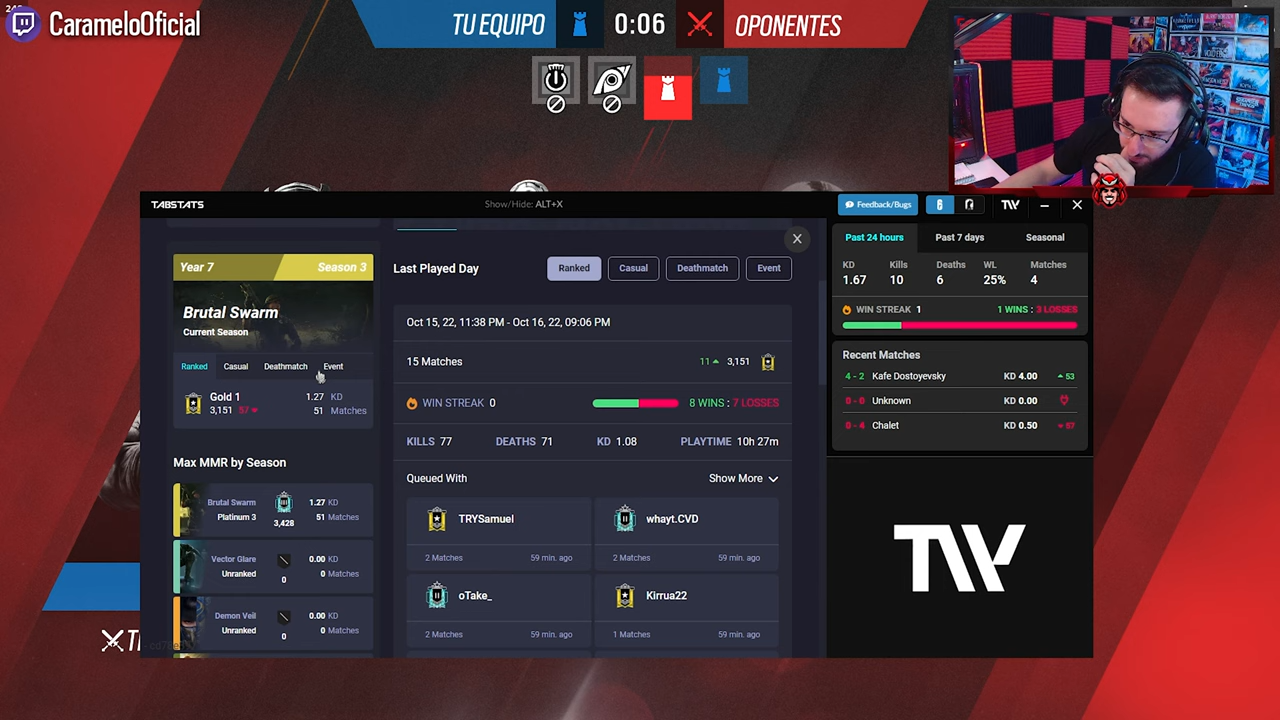 CarameloOficial
TU EQUIPO
0:06
OPONENTES
TABSTATS
Show/Hide: ALT+X
Feedback/Bugs
Year 7
Season 3
Brutal Swarm
Current Season
Ranked
Casual
Deathmatch
Event
Gold 1
1.27 KD
3,151 57
51 Matches
Max MMR by Season
Brutal Swarm
Platinum 3
3,428
1.27 KD
51 Matches
Vector Glare
Unranked
0
0.00 KD
0 Matches
Demon Veil
Unranked
0
0.00 KD
0 Matches
Last Played Day
Ranked
Casual
Deathmatch
Event
Oct 15, 22, 11:38 PM - Oct 16, 22, 09:06 PM
15 Matches
11 3,151
WIN STREAK 0
8 WINS : 7 LOSSES
KILLS 77
DEATHS 71
KD 1.08
PLAYTIME 10h 27m
Queued With
Show More
TRYSamuel
2 Matches
59 min. ago
whayt.CVD
2 Matches
59 min. ago
oTake_
2 Matches
59 min. ago
Kirrua22
1 Matches
59 min. ago
Past 24 hours
Past 7 days
Seasonal
KD
Kills
Deaths
WL
Matches
1.67
10
6
25%
4
WIN STREAK 1
1 WINS : 3 LOSSES
Recent Matches
4 - 2 Kafe Dostoyevsky KD 4.00 53
0 - 0 Unknown KD 0.00
0 - 4 Chalet KD 0.50 57